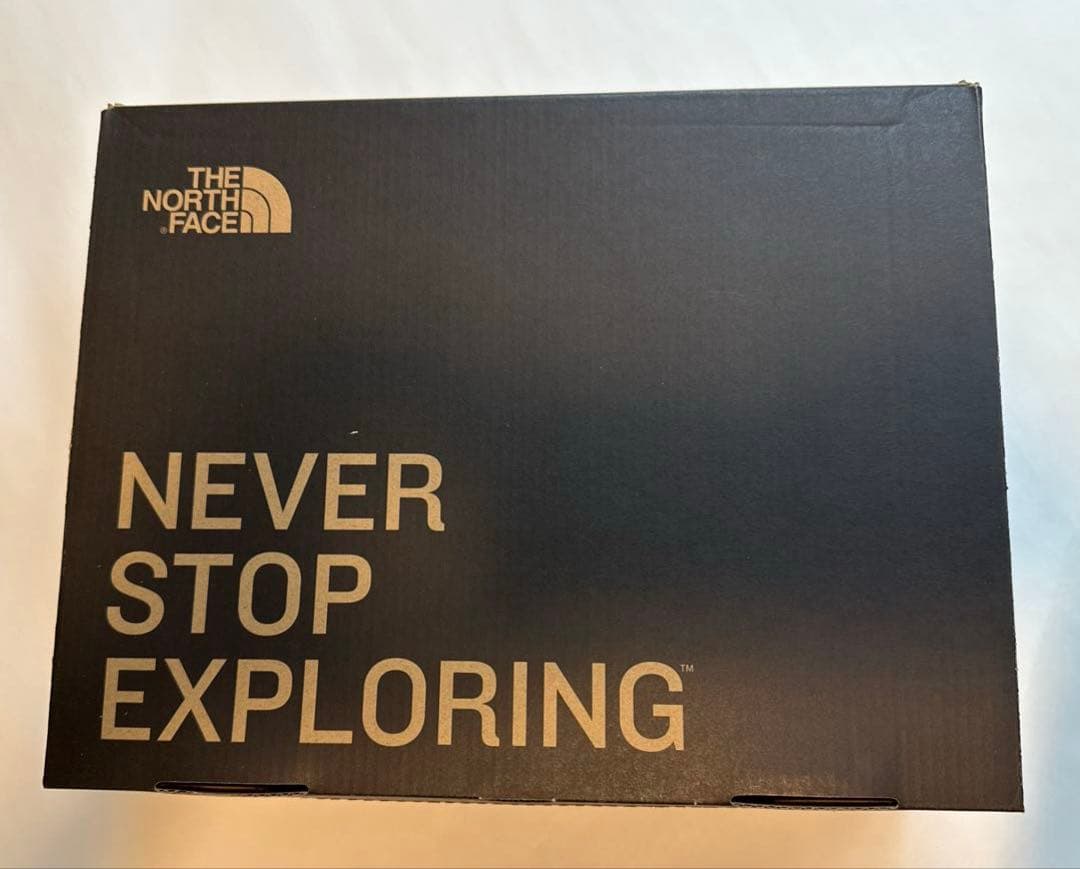 THE
NORTH
®FACE
NEVER
STOP
EXPLORING™